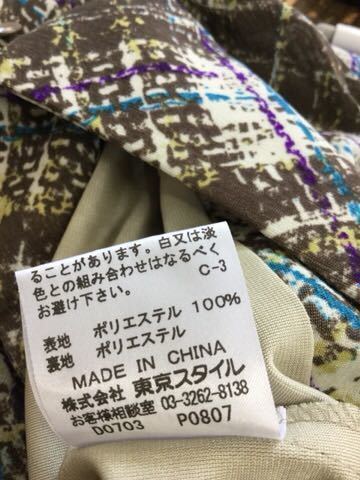 ることがあります。白又は淡
色との組み合わせはなるべく
お避け下さい。 C-3
表地 ポリエステル 100%
裏地 ポリエステル
MADE IN CHINA
株式会社 東京スタイル
お客様相談室 03-3262-8138
D0703 P0807